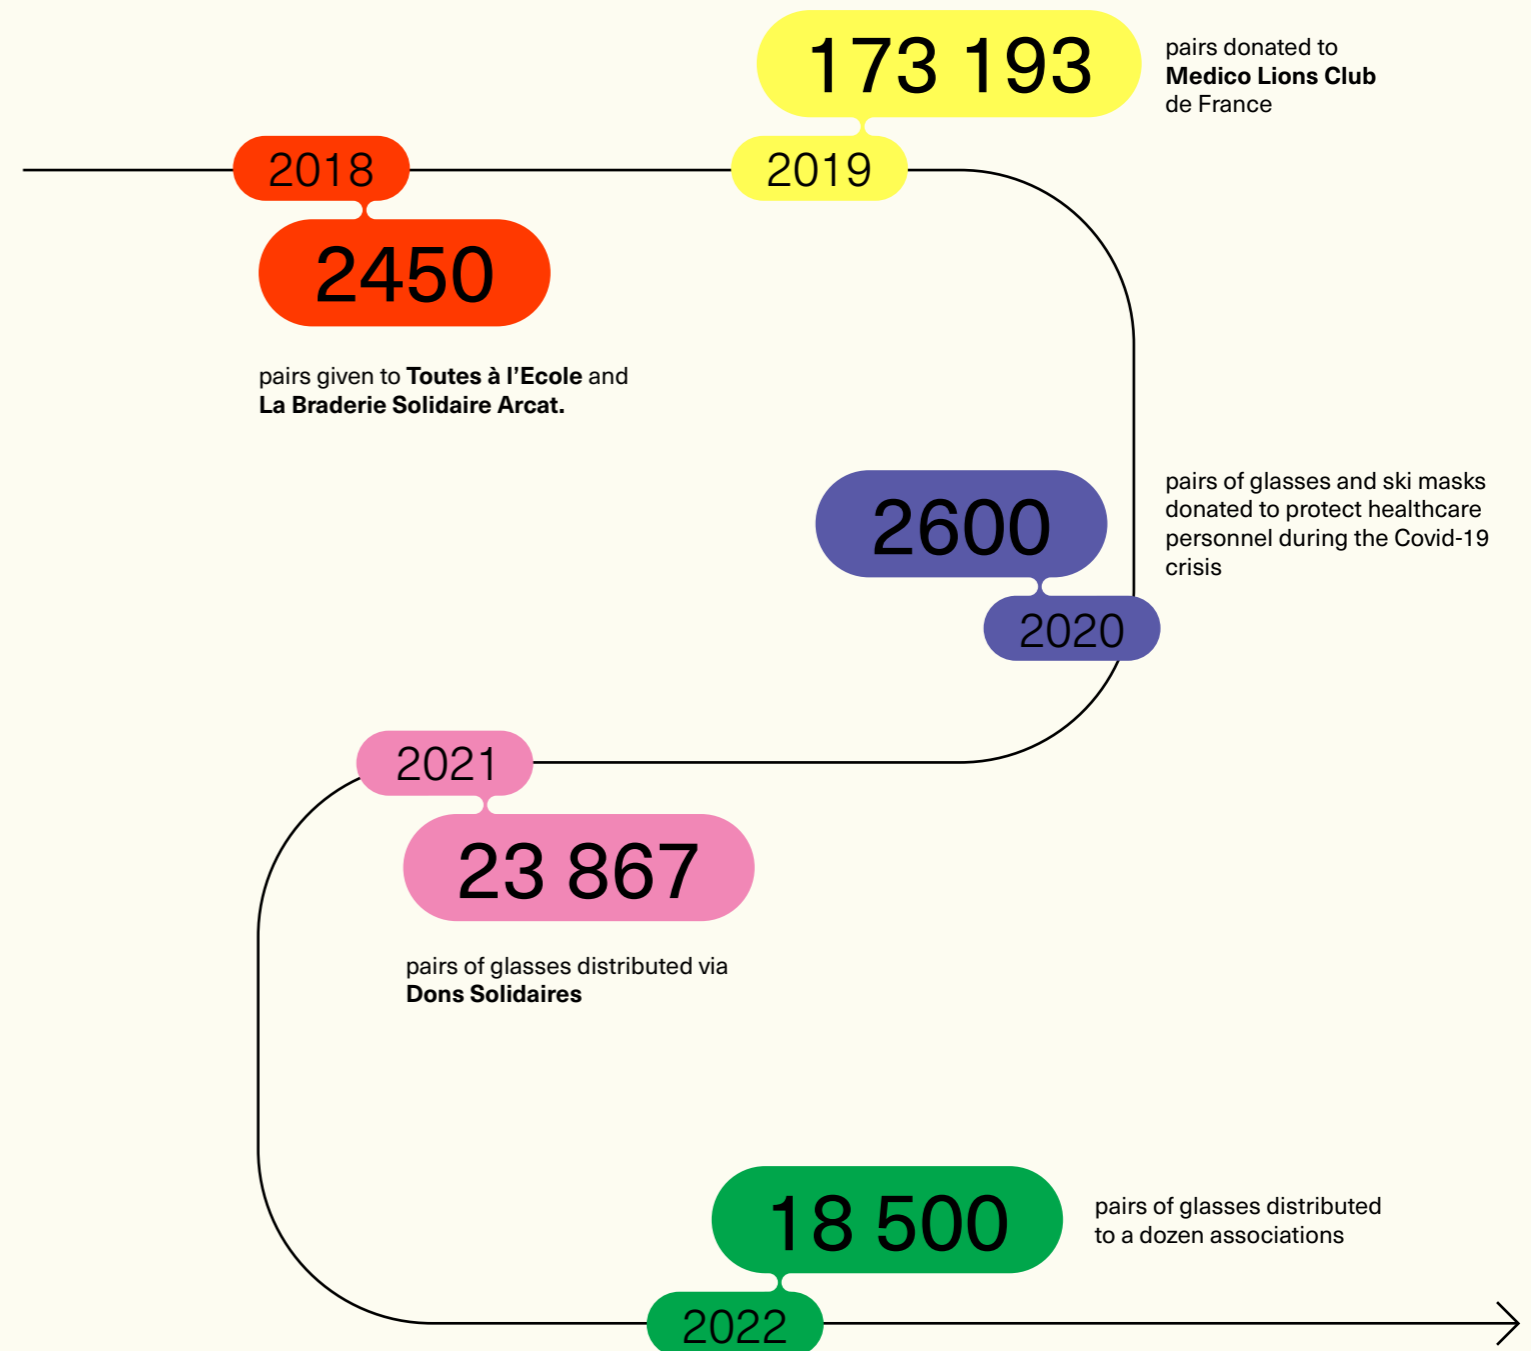 173 193
pairs donated to
Medico Lions Club
de France
2018
2019
2450
pairs given to Toutes à l’Ecole and
La Braderie Solidaire Arcat.
2600
pairs of glasses and ski masks
donated to protect healthcare
personnel during the Covid-19
crisis
2020
2021
23 867
pairs of glasses distributed via
Dons Solidaires
18 500
pairs of glasses distributed
to a dozen associations
2022